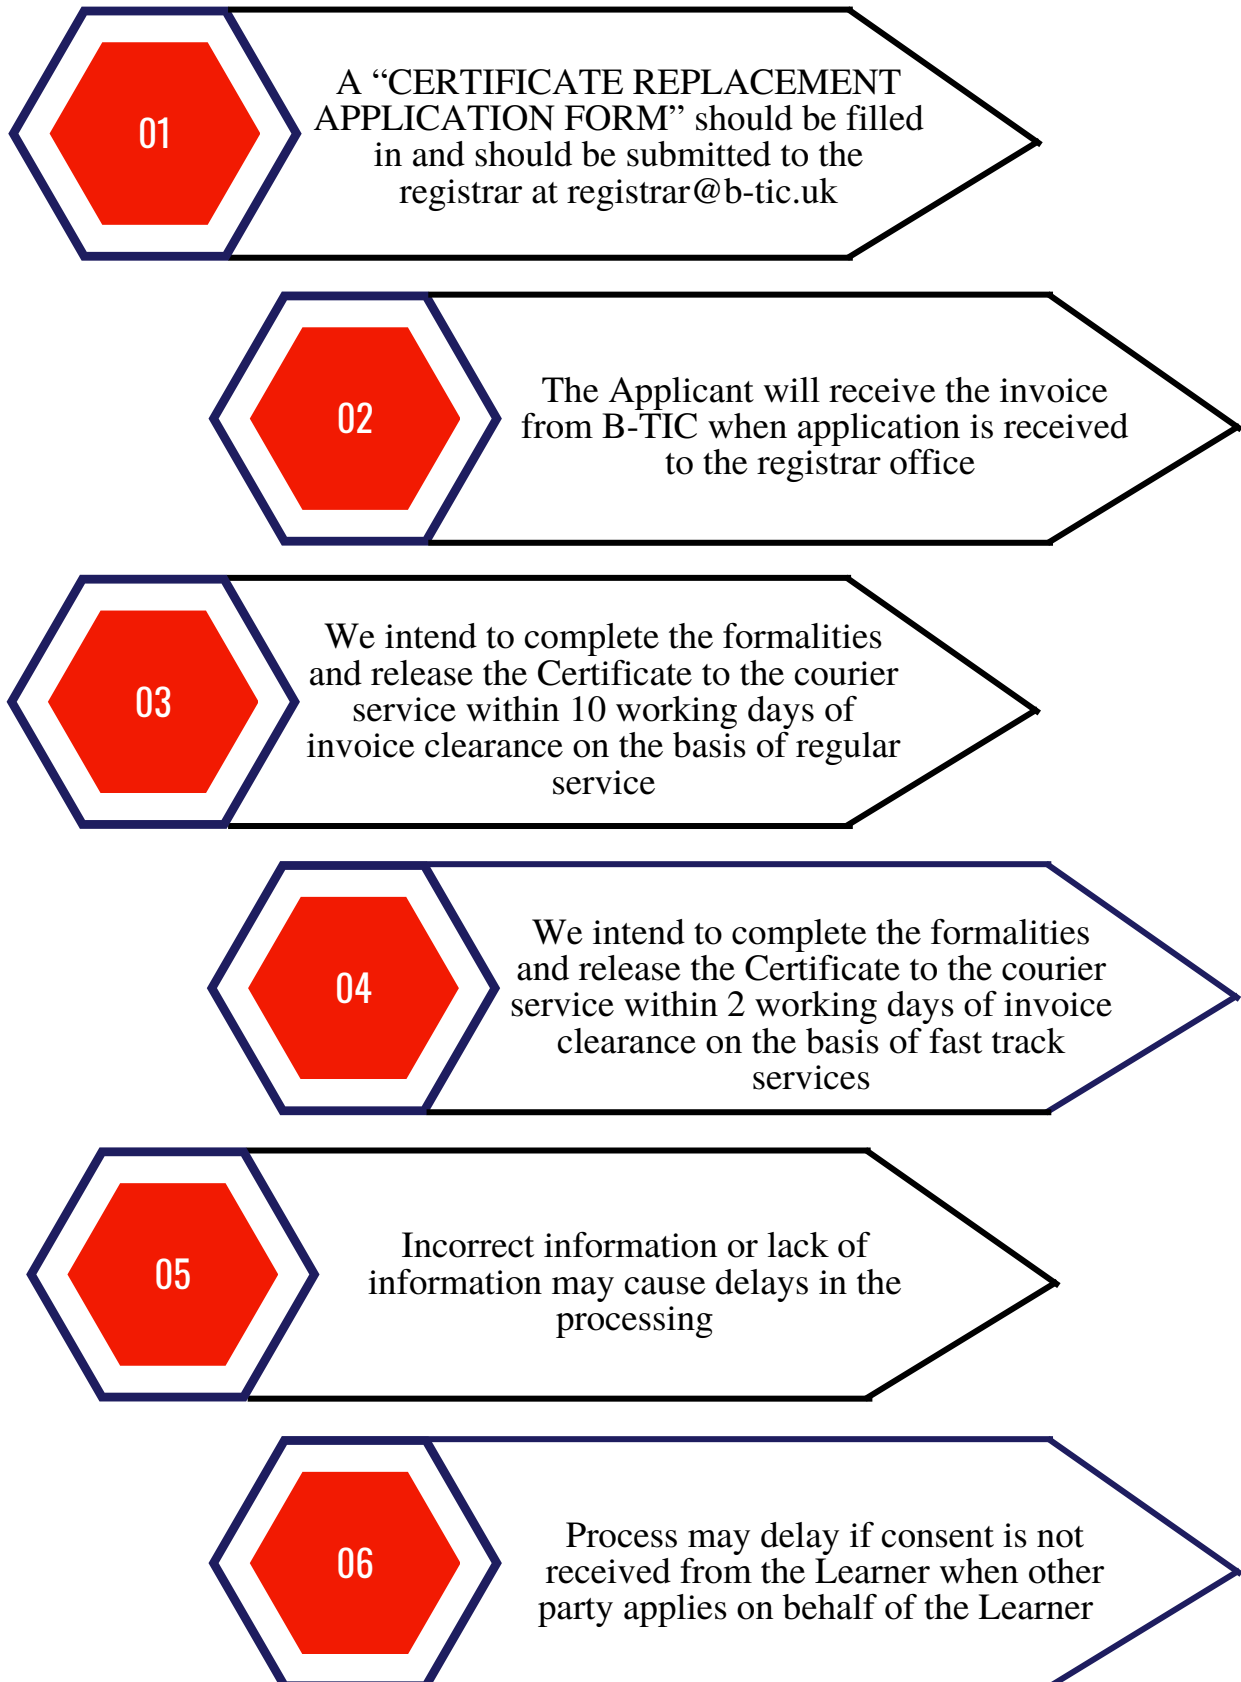 01
A “CERTIFICATE REPLACEMENT
APPLICATION FORM” should be filled
in and should be submitted to the
registrar at registrar@b-tic.uk
02
The Applicant will receive the invoice
from B-TIC when application is received
to the registrar office
03
We intend to complete the formalities
and release the Certificate to the courier
service within 10 working days of
invoice clearance on the basis of regular
service
04
We intend to complete the formalities
and release the Certificate to the courier
service within 2 working days of invoice
clearance on the basis of fast track
services
05
Incorrect information or lack of
information may cause delays in the
processing
06
Process may delay if consent is not
received from the Learner when other
party applies on behalf of the Learner